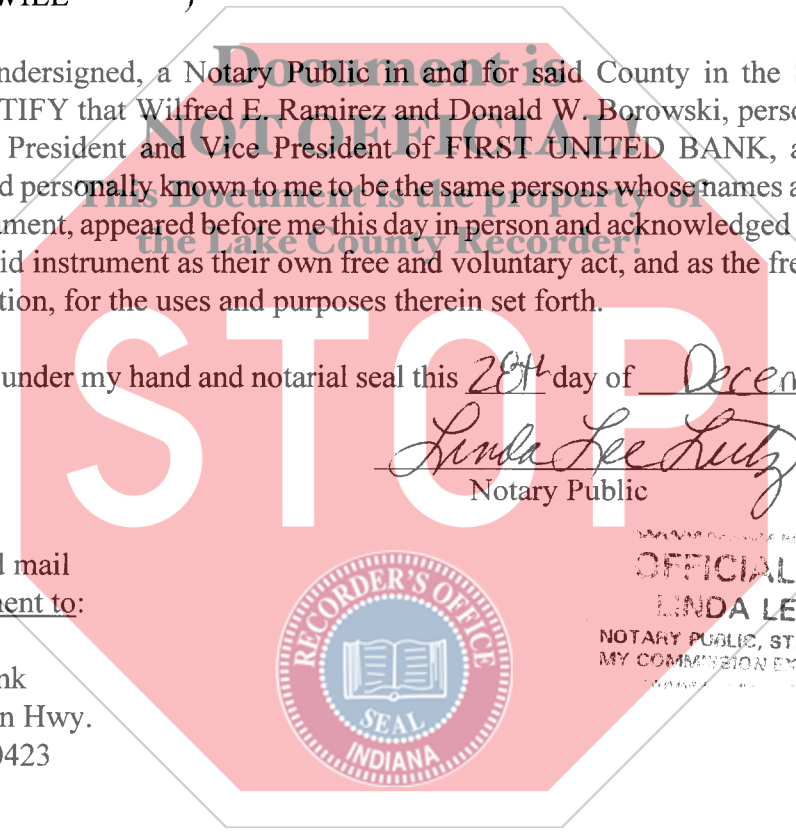 WILL )
ndersigned, a Notary Public in and for said County in the
TIFY that Wilfred E. Ramirez and Donald W. Borowski, perso
President and Vice President of FIRST UNITED BANK, a
d personally known to me to be the same persons whose names a
ument, appeared before me this day in person and acknowledged
id instrument as their own free and voluntary act, and as the fre
tion, for the uses and purposes therein set forth.
Document is
NOT OFFICIAL!
This Document is the property of
the Lake County Recorder!
STOP
under my hand and notarial seal this 28th day of Decem
Linda Lee Lutz
Notary Public
d mail
ment to:
nk
n Hwy.
0423
OFFICIAL
LINDA LE
NOTARY PUBLIC, ST
MY COMMISSION EX
RECORDER'S OFFICE
SEAL
INDIANA